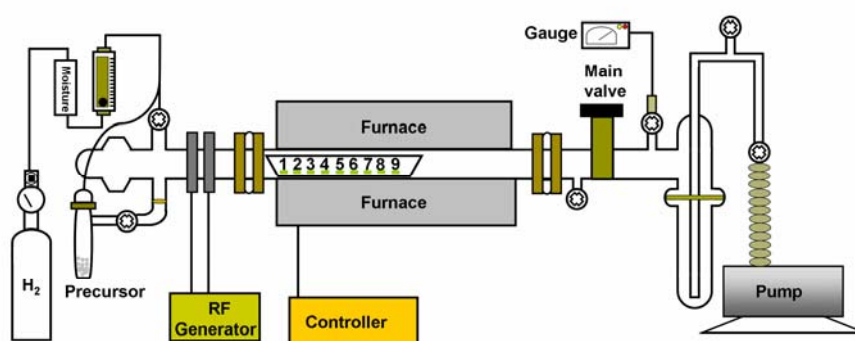 Moisture
H2
Precursor
RF
Generator
Controller
Furnace
1 2 3 4 5 6 7 8 9
Furnace
Gauge
Main
valve
Pump